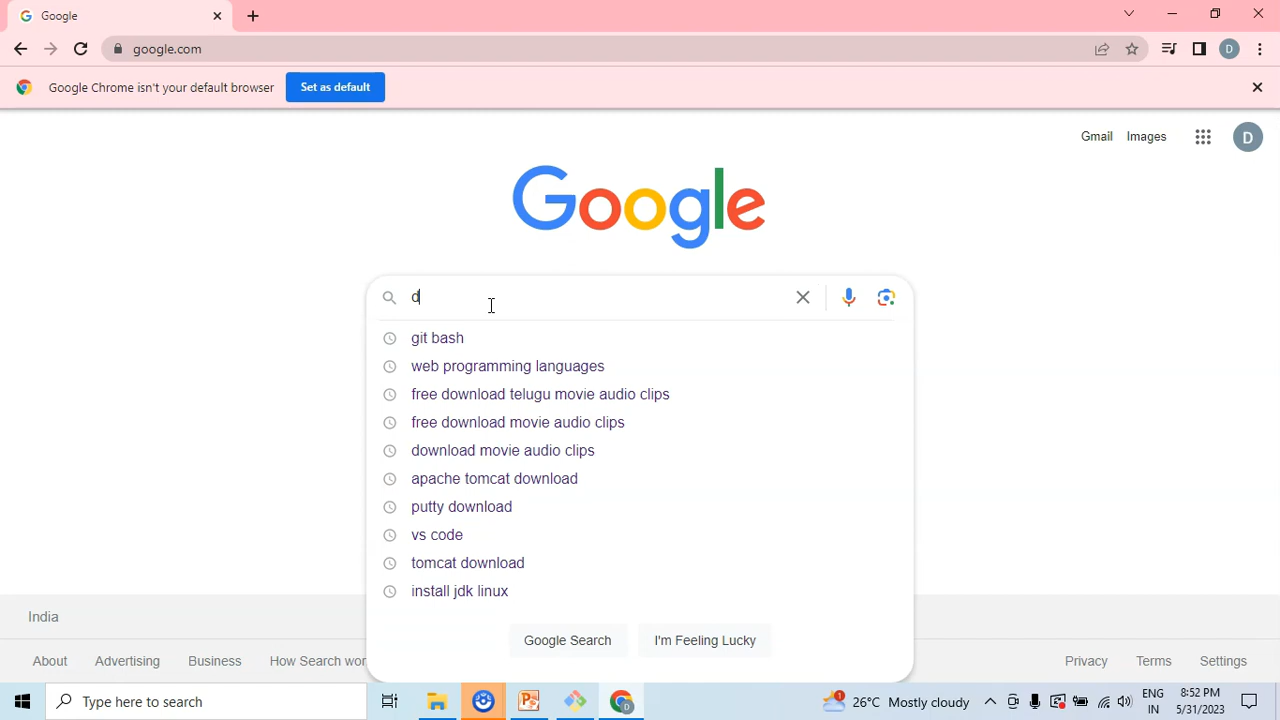 Google
google.com
Google Chrome isn't your default browser
Set as default
Gmail
Images
D
D
Google
d
git bash
web programming languages
free download telugu movie audio clips
free download movie audio clips
download movie audio clips
apache tomcat download
putty download
vs code
tomcat download
install jdk linux
Google Search
I'm Feeling Lucky
India
About
Advertising
Business
How Search wor
Privacy
Terms
Settings
Type here to search
26°C Mostly cloudy
ENG
IN
8:52 PM
5/31/2023